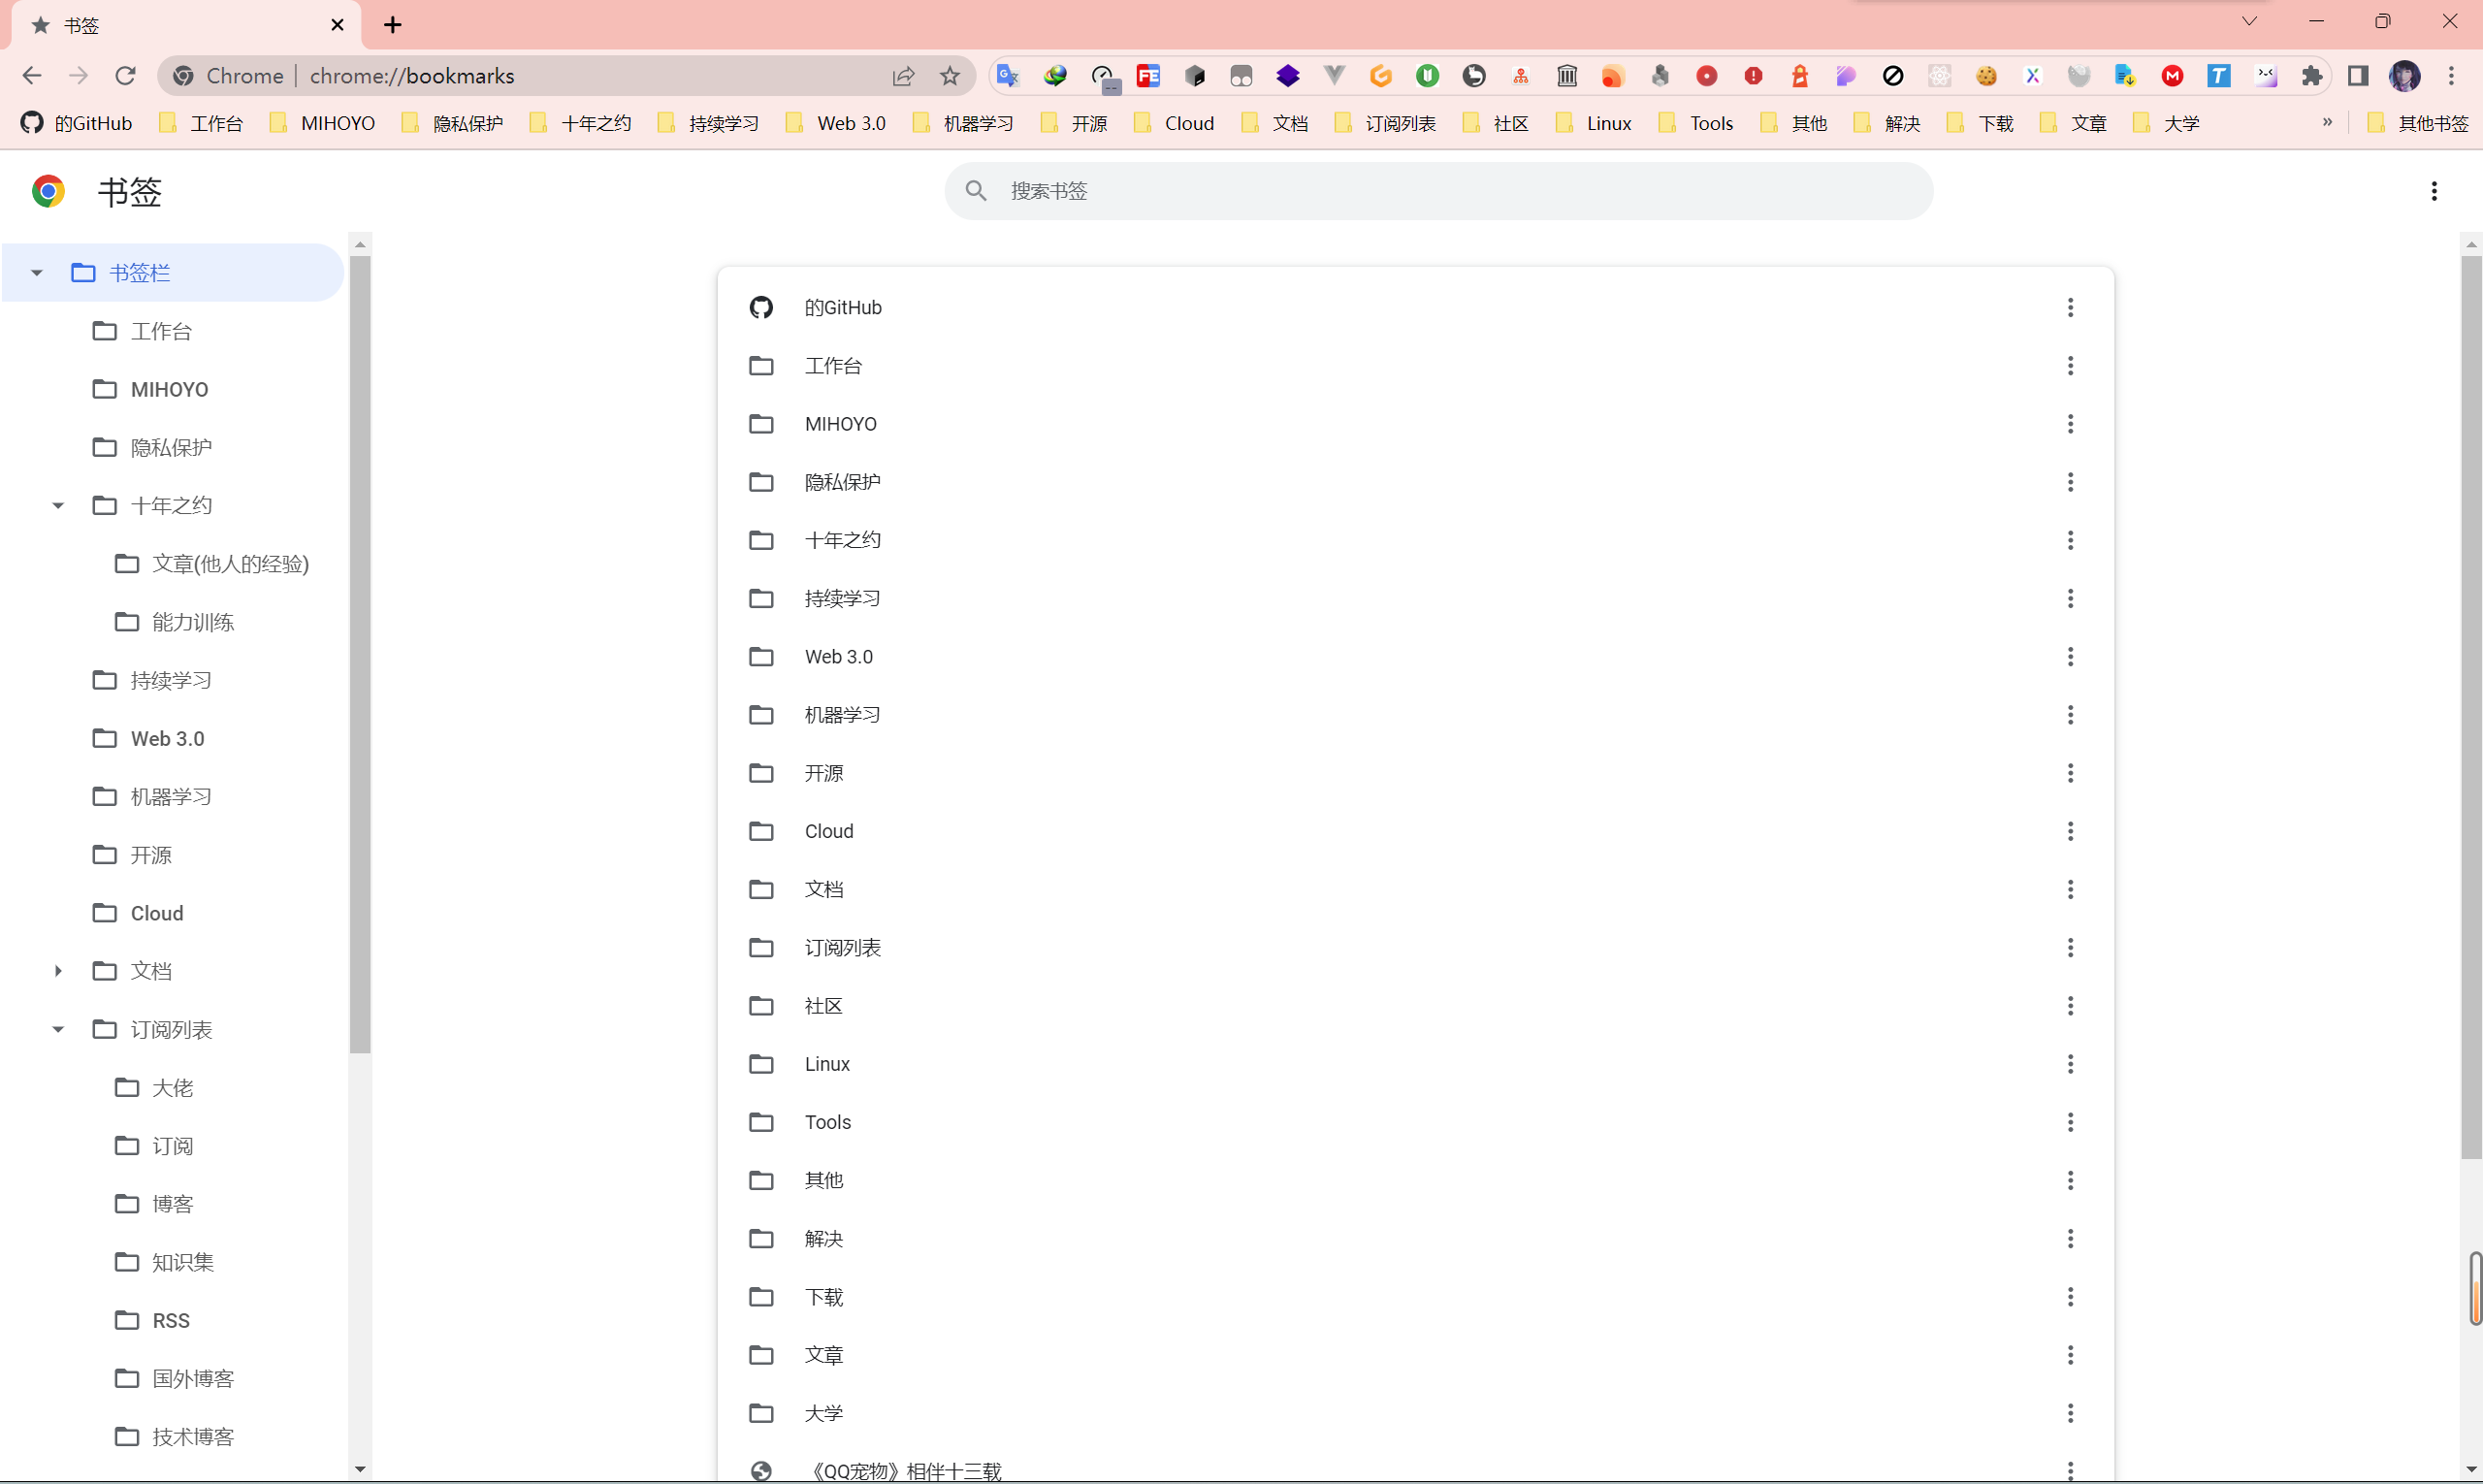 书签
Chrome | chrome://bookmarks
的GitHub 工作台 MIHOYO 隐私保护 十年之约 持续学习 Web 3.0 机器学习 开源 Cloud 文档 订阅列表 社区 Linux Tools 其他 解决 下载 文章 大学 » 其他书签
书签
搜索书签
书签栏
工作台
MIHOYO
隐私保护
十年之约
文章(他人的经验)
能力训练
持续学习
Web 3.0
机器学习
开源
Cloud
文档
订阅列表
大佬
订阅
博客
知识集
RSS
国外博客
技术博客
的GitHub
工作台
MIHOYO
隐私保护
十年之约
持续学习
Web 3.0
机器学习
开源
Cloud
文档
订阅列表
社区
Linux
Tools
其他
解决
下载
文章
大学
《QQ宠物》相伴十三载